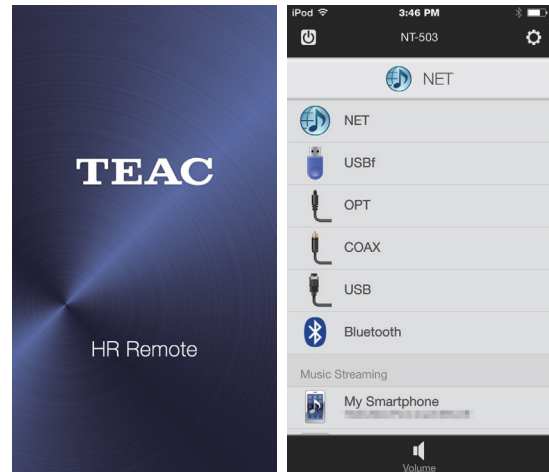 TEAC
HR Remote
iPod 3:46 PM
NT-503
NET
NET
USBf
OPT
COAX
USB
Bluetooth
Music Streaming
My Smartphone
Volume